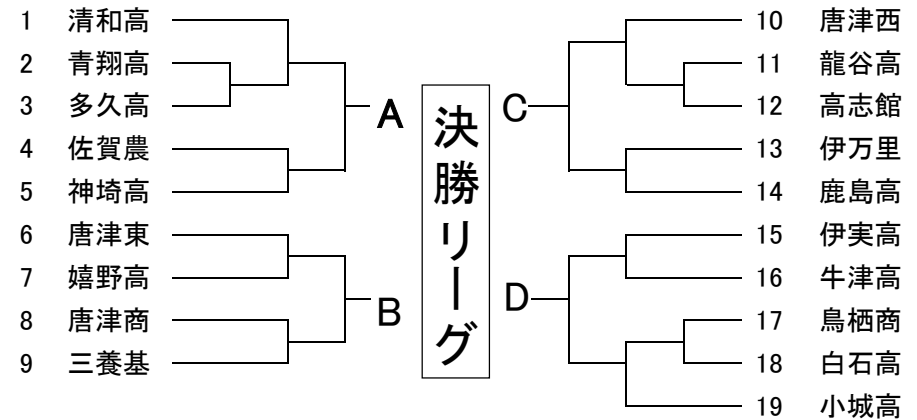 1 清和高
2 青翔高
3 多久高
4 佐賀農
5 神埼高
6 唐津東
7 嬉野高
8 唐津商
9 三養基
A
B
決勝リーグ
C
D
10 唐津西
11 龍谷高
12 高志館
13 伊万里
14 鹿島高
15 伊実高
16 牛津高
17 鳥栖商
18 白石高
19 小城高